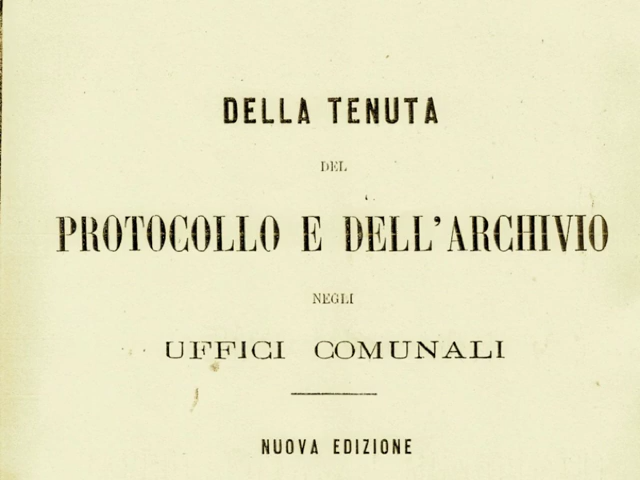 DELLA TENUTA
DEL
PROTOCOLLO E DELL'ARCHIVIO
NEGLI
UFFICI COMUNALI
NUOVA EDIZIONE